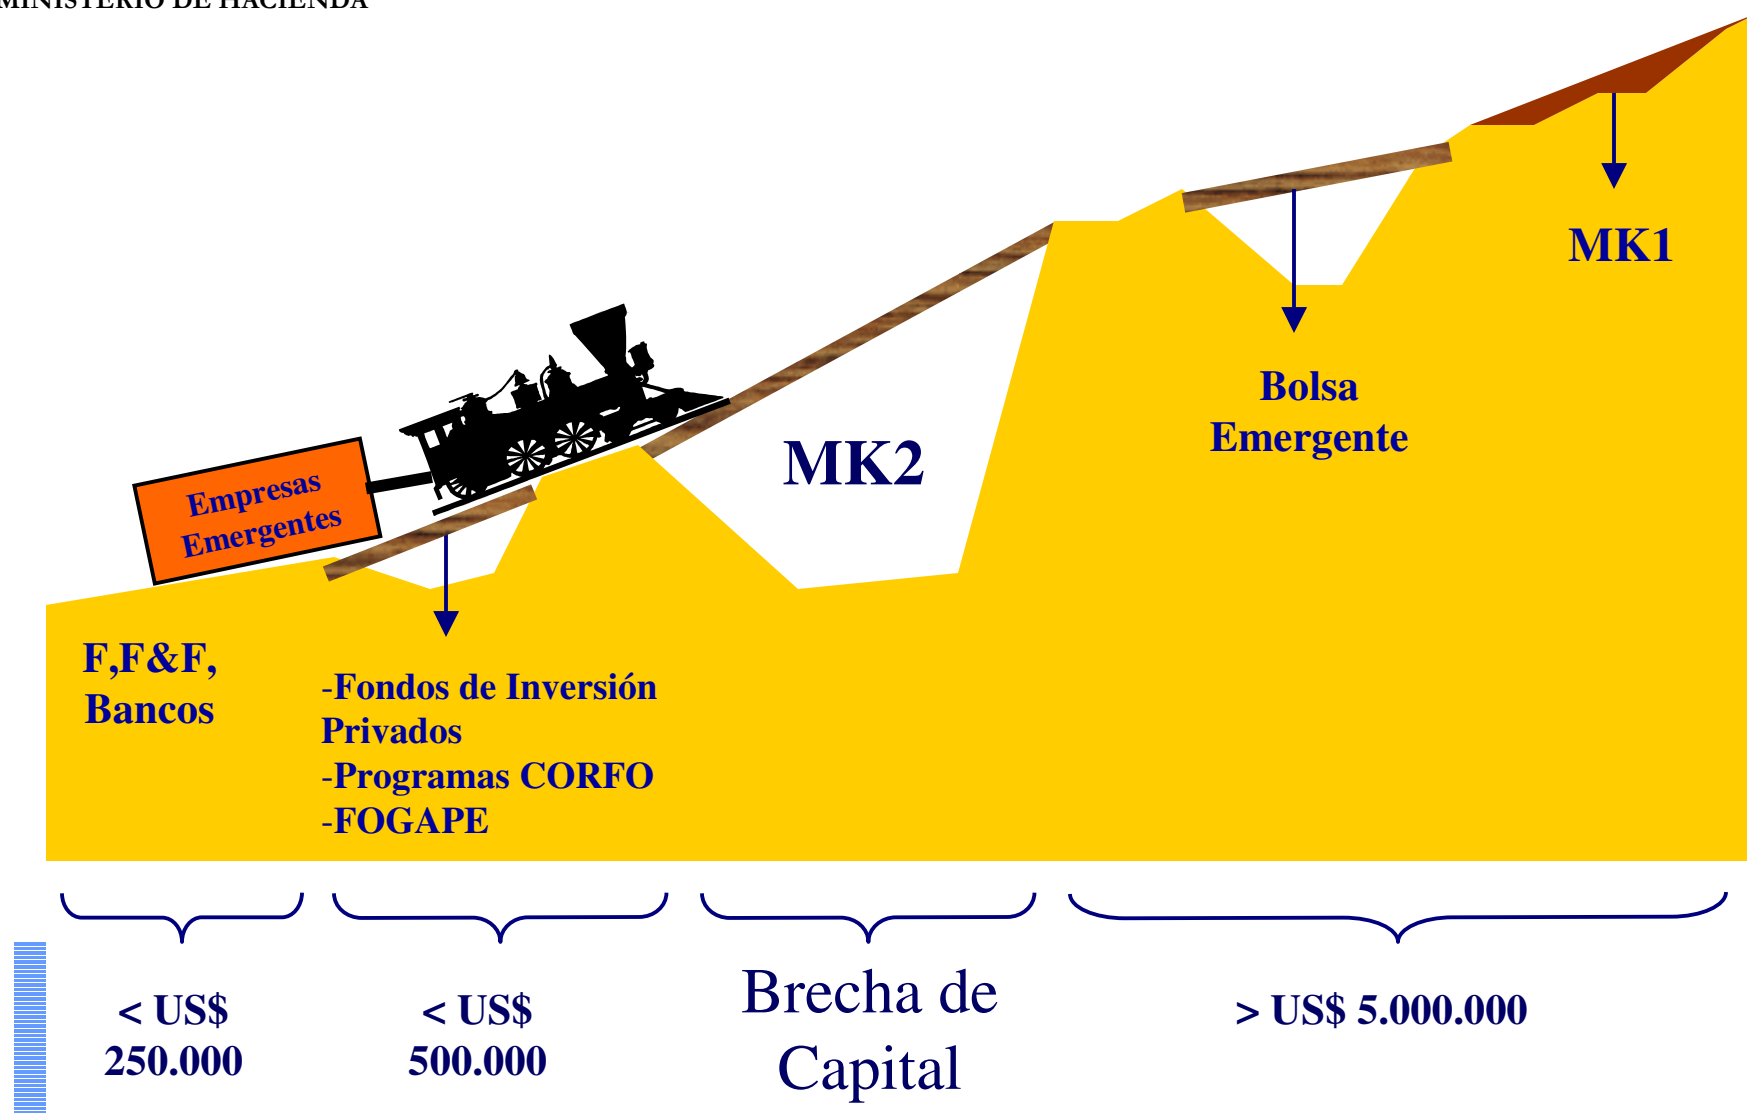 MINISTERIO DE HACIENDA
MK1
Bolsa
Emergente
MK2
Empresas
Emergentes
F,F&F,
Bancos
-Fondos de Inversión
Privados
-Programas CORFO
-FOGAPE
< US$
250.000
< US$
500.000
Brecha de
Capital
> US$ 5.000.000